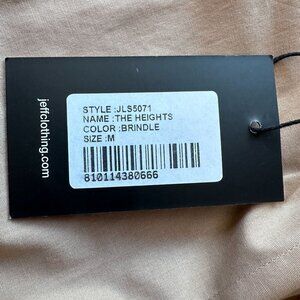 jeffclothing.com
STYLE :JLS5071
NAME :THE HEIGHTS
COLOR :BRINDLE
SIZE :M
810114380666